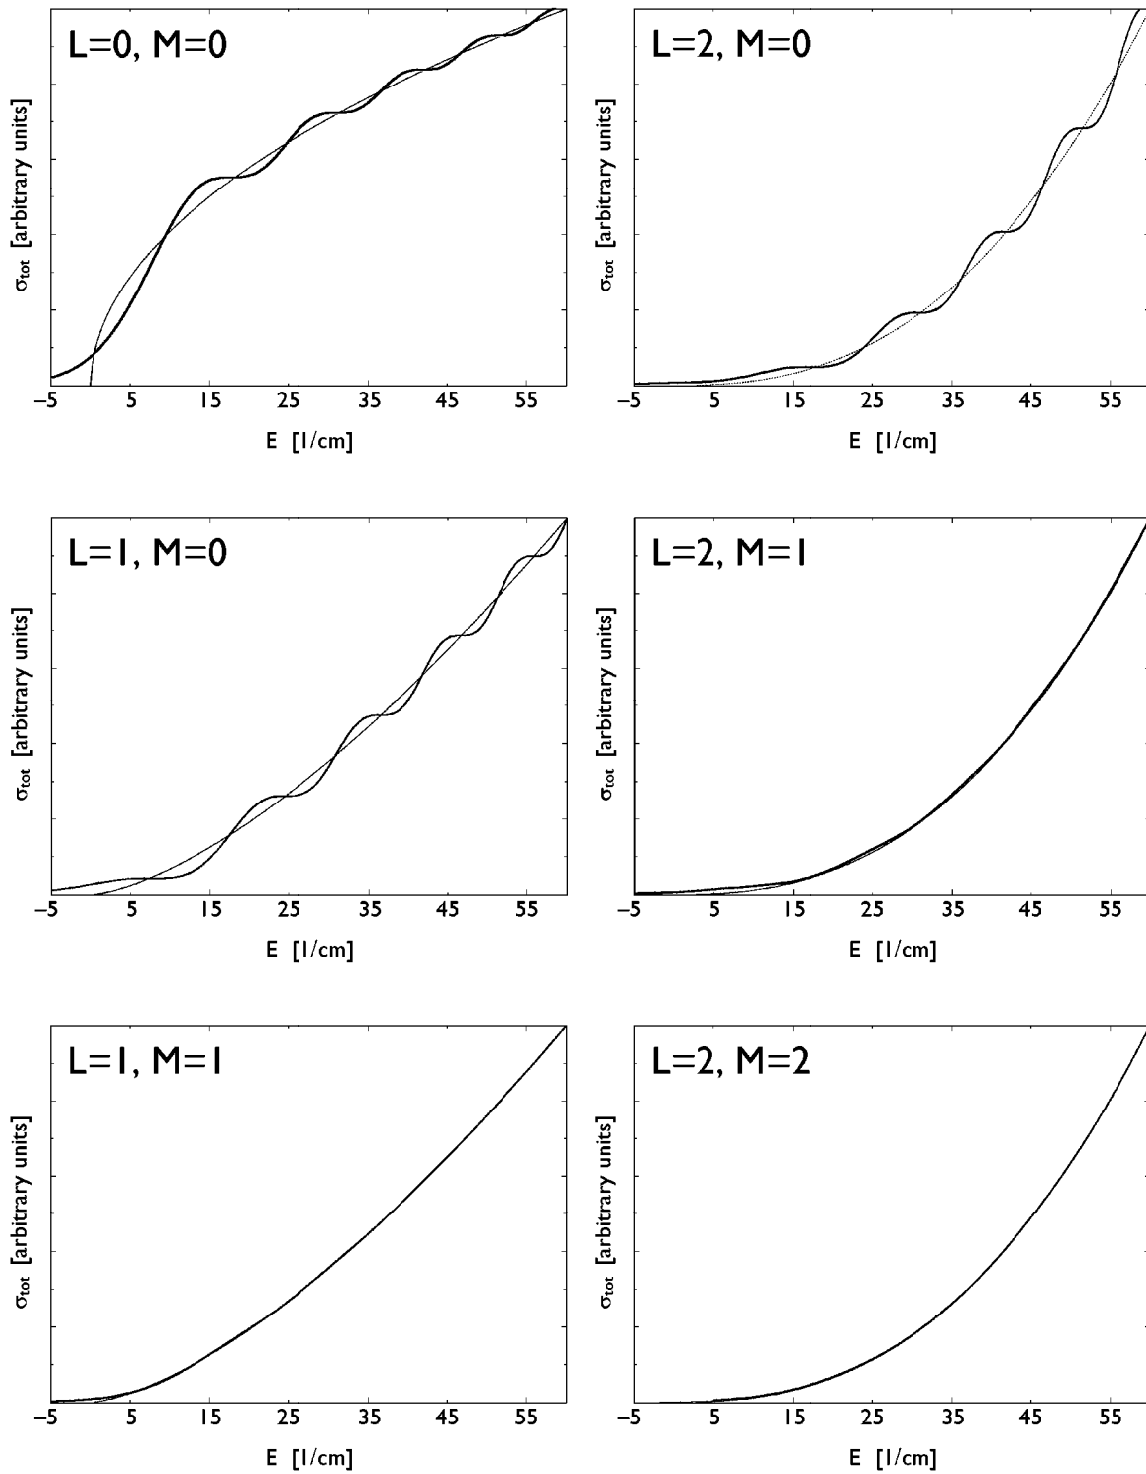 L=0, M=0
σtot [arbitrary units]
−5 5 15 25 35 45 55
E [1/cm]
L=2, M=0
σtot [arbitrary units]
−5 5 15 25 35 45 55
E [1/cm]
L=1, M=0
σtot [arbitrary units]
−5 5 15 25 35 45 55
E [1/cm]
L=2, M=1
σtot [arbitrary units]
−5 5 15 25 35 45 55
E [1/cm]
L=1, M=1
σtot [arbitrary units]
−5 5 15 25 35 45 55
E [1/cm]
L=2, M=2
σtot [arbitrary units]
−5 5 15 25 35 45 55
E [1/cm]